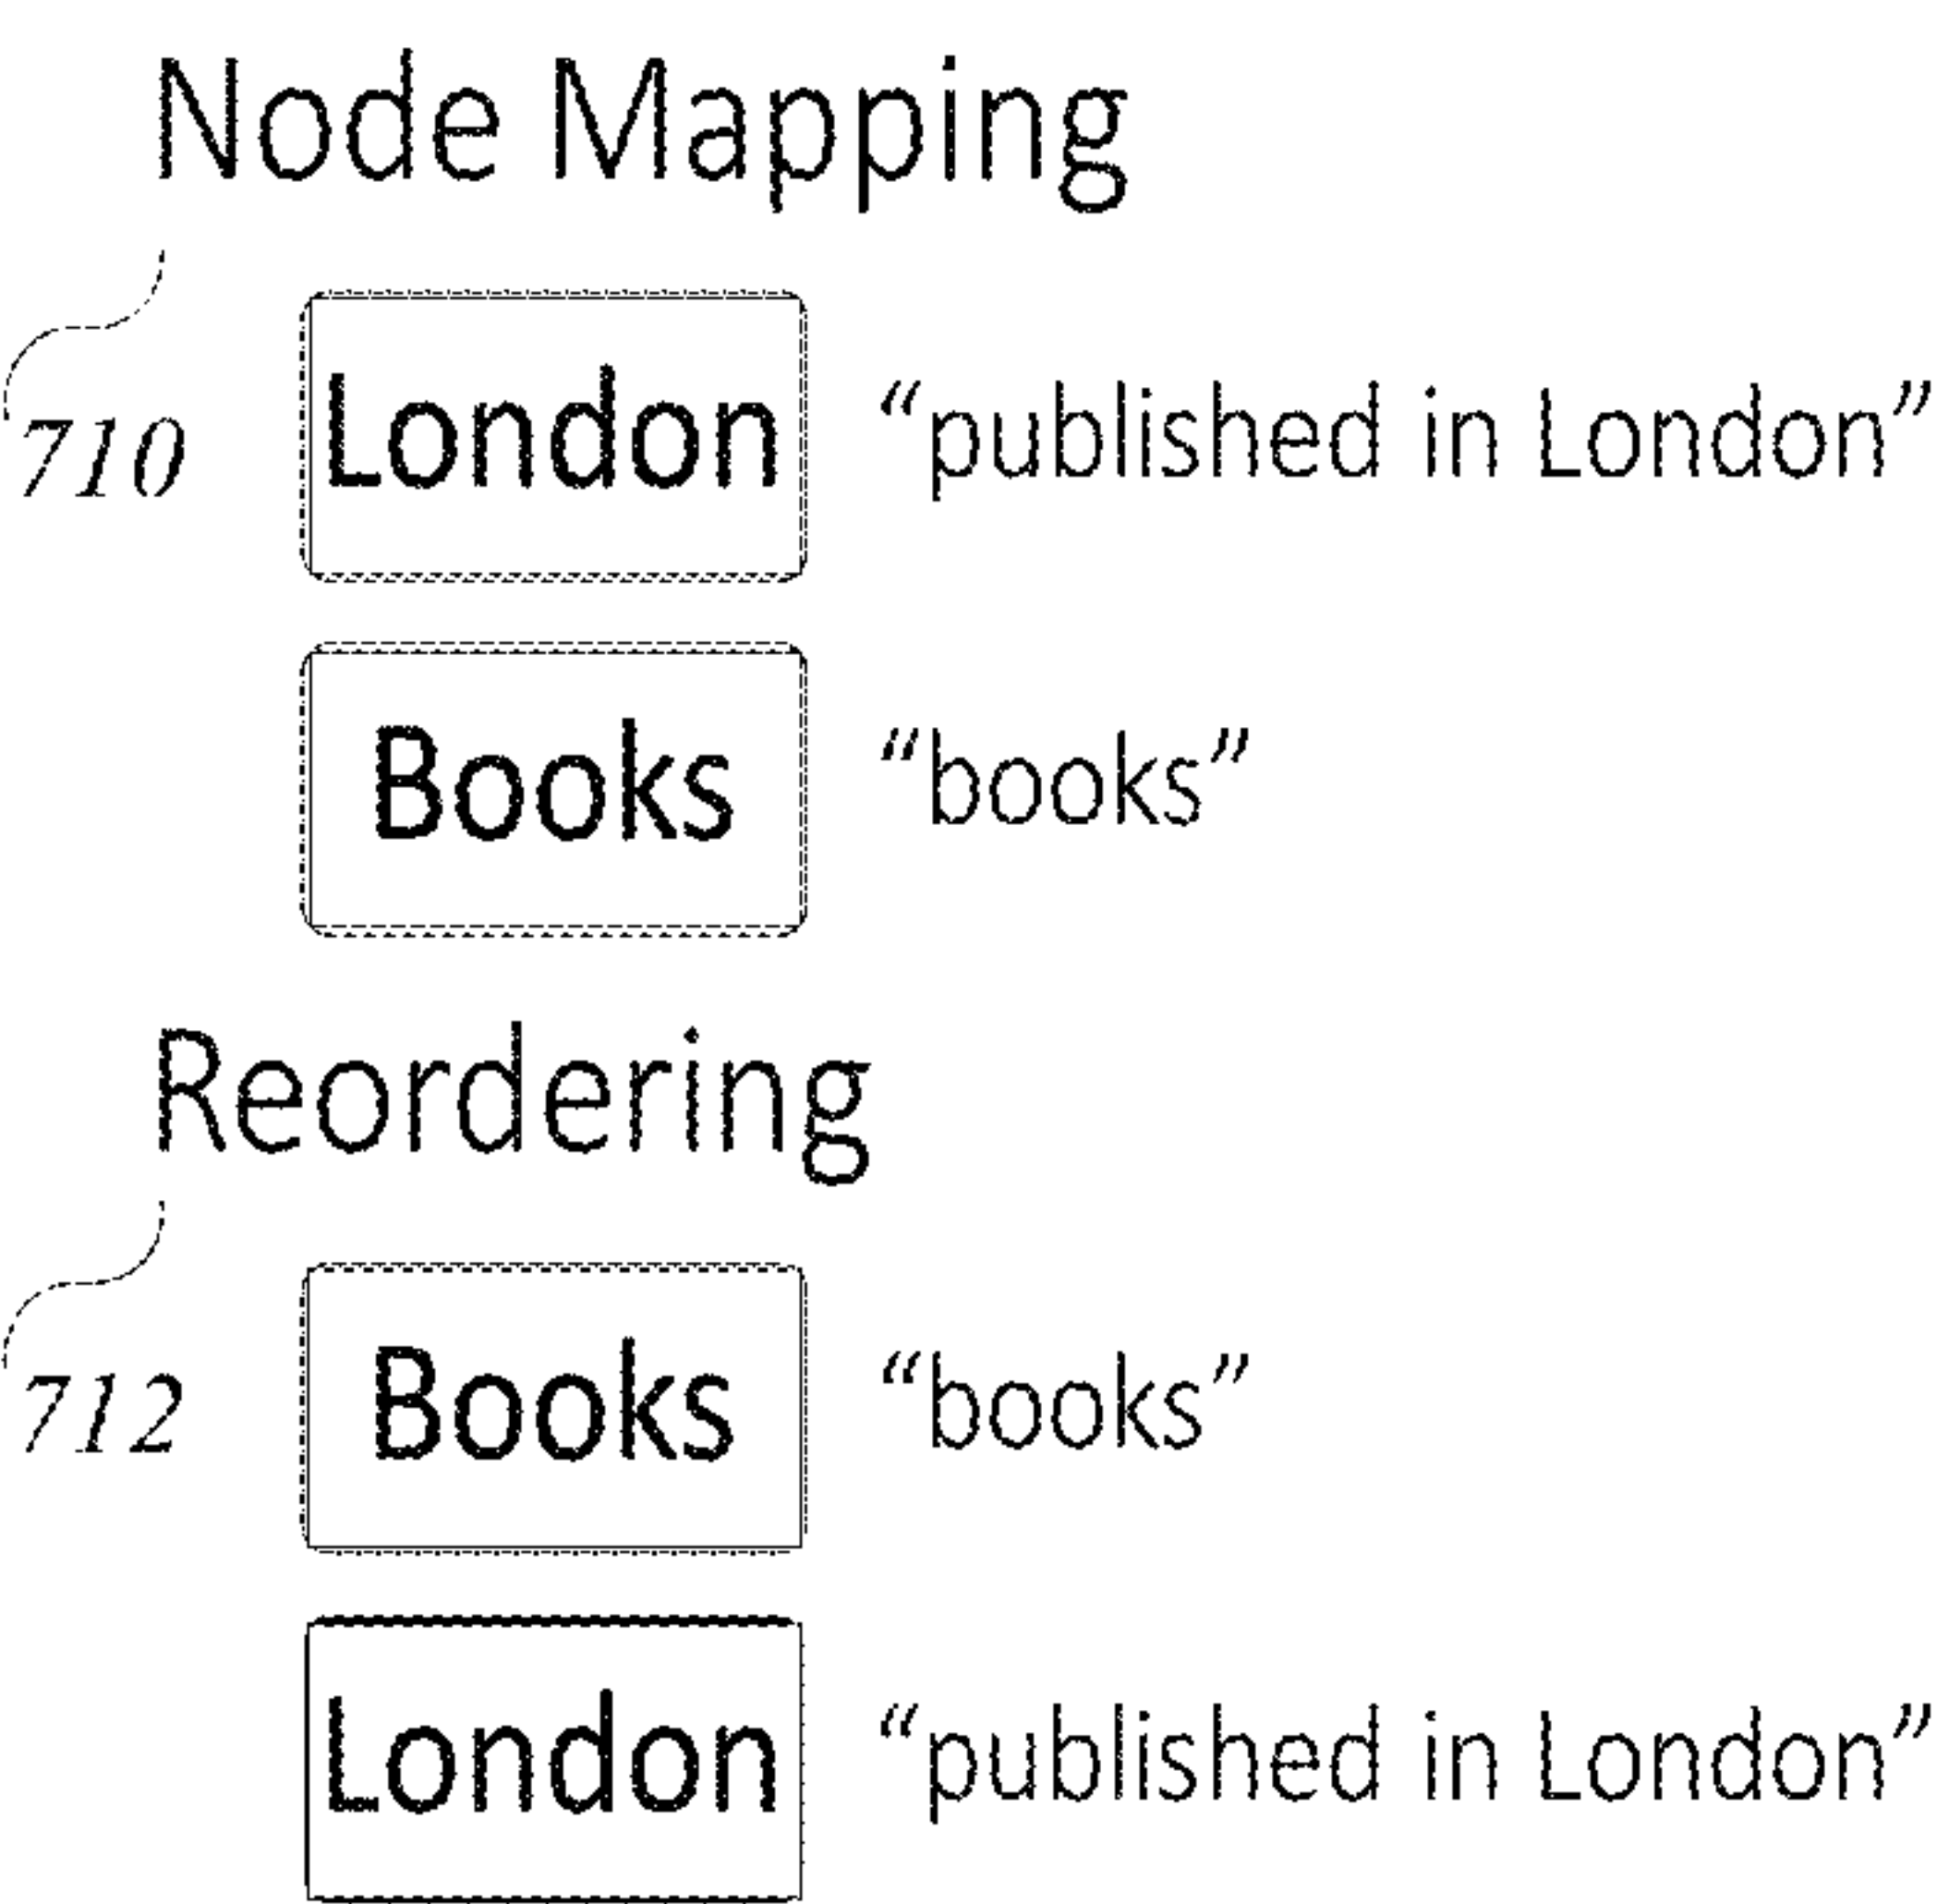 Node Mapping
710 London “published in London”
Books “books”
Reordering
712 Books “books”
London “published in London”